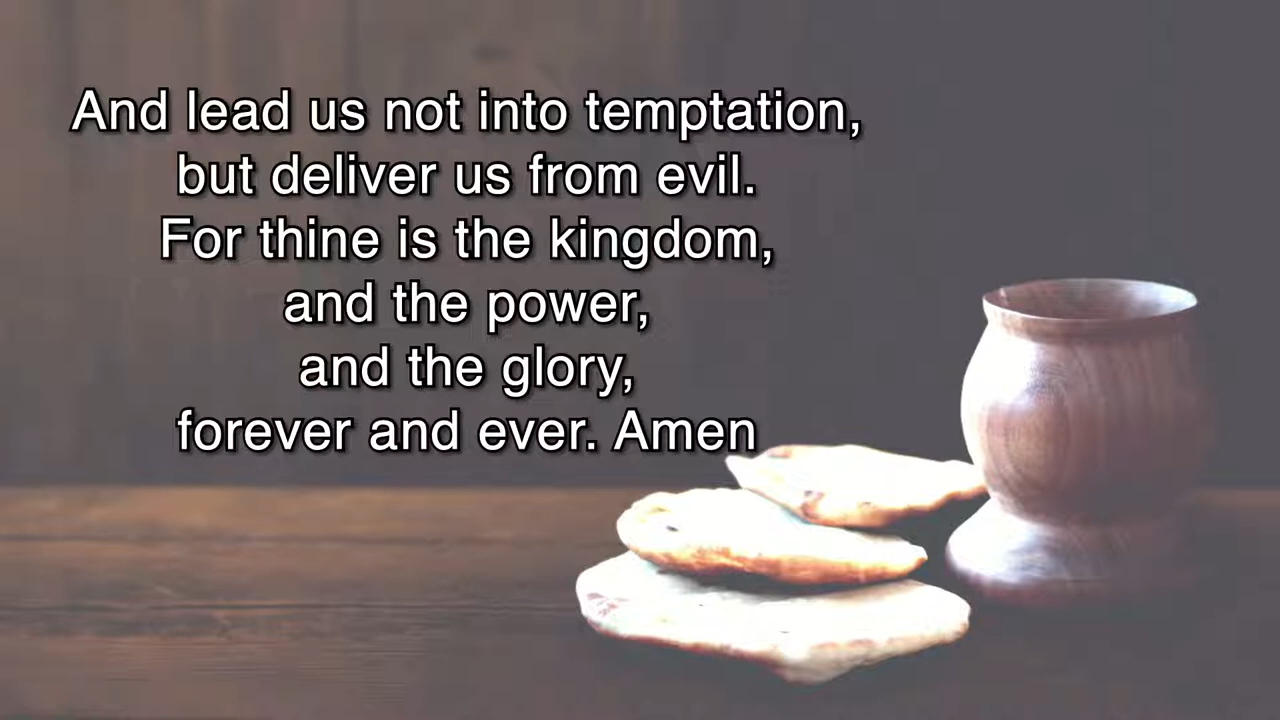 And lead us not into temptation,
but deliver us from evil.
For thine is the kingdom,
and the power,
and the glory,
forever and ever. Amen